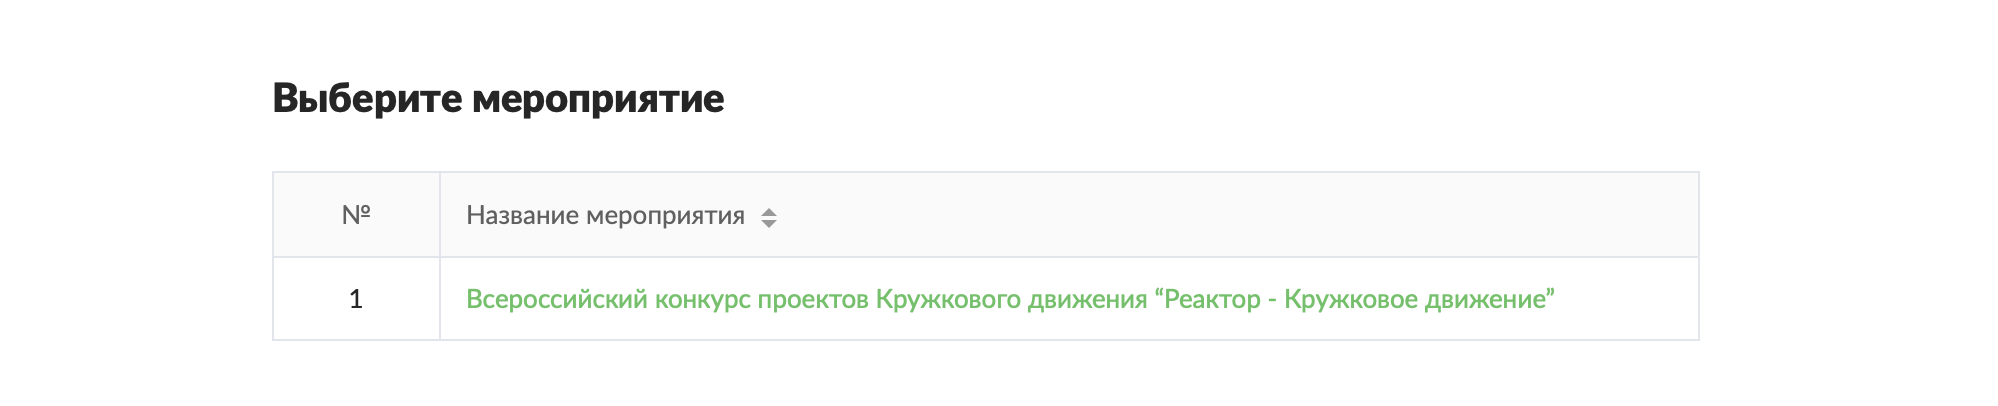 Выберите мероприятие
№ Название мероприятия
1 Всероссийский конкурс проектов Кружкового движения “Реактор - Кружковое движение”